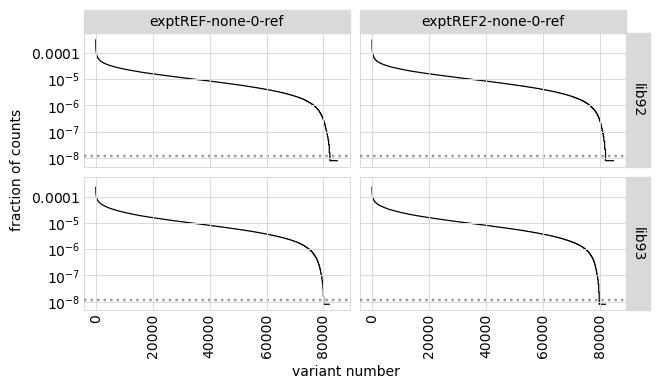 exptREF-none-0-ref exptREF2-none-0-ref
0.0001
10⁻⁵
10⁻⁶
10⁻⁷
10⁻⁸
lib92
fraction of counts
0.0001
10⁻⁵
10⁻⁶
10⁻⁷
10⁻⁸
lib93
0 20000 40000 60000 80000 0 20000 40000 60000 80000
variant number